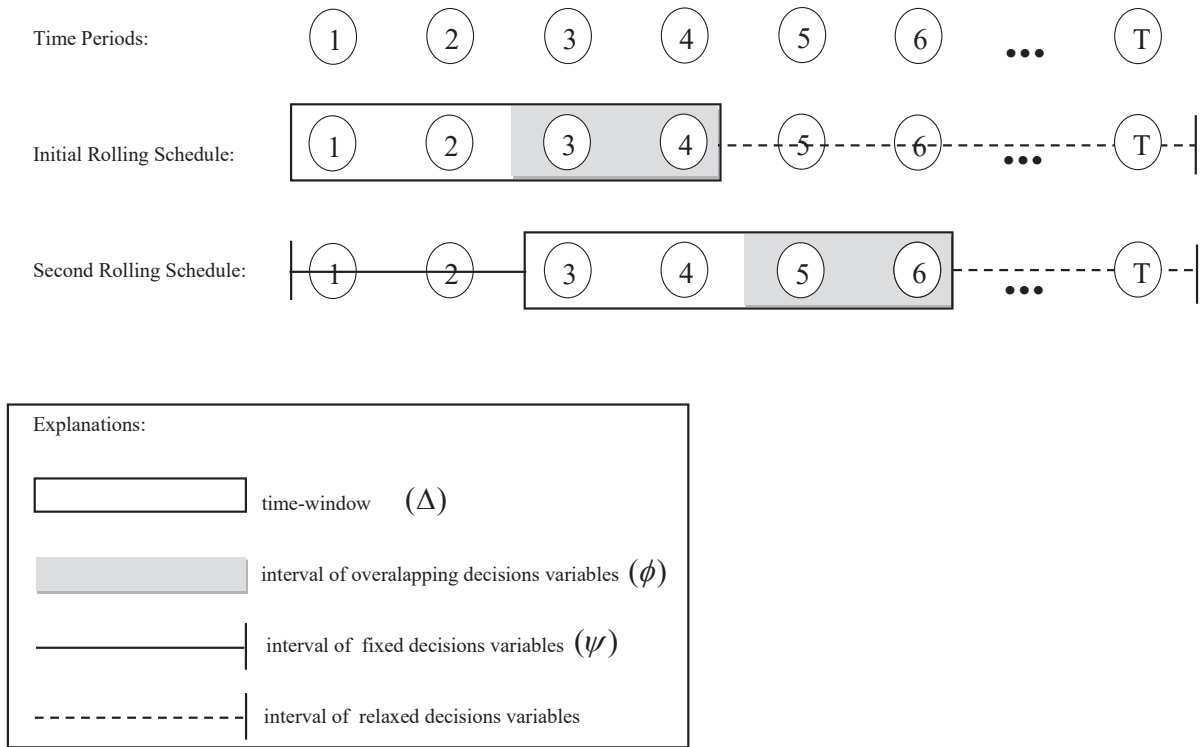 Time Periods: 1 2 3 4 5 6 ••• T
Initial Rolling Schedule: 1 2 3 4 5 6 ••• T
Second Rolling Schedule: 1 2 3 4 5 6 ••• T
Explanations:
time-window (Δ)
interval of overalapping decisions variables (ϕ)
interval of fixed decisions variables (ψ)
interval of relaxed decisions variables